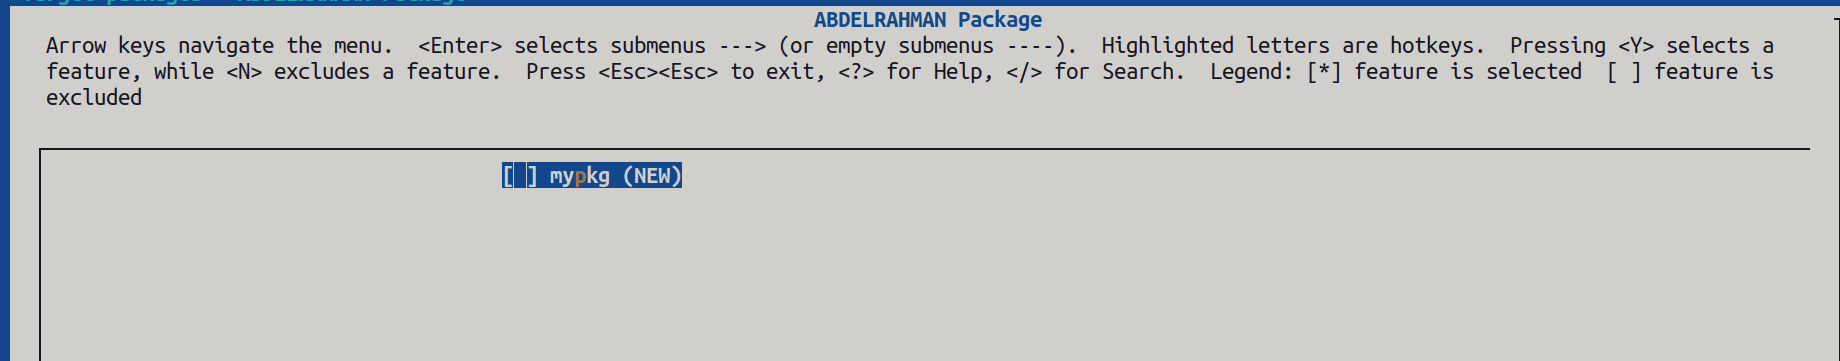 ABDELRAHMAN Package
Arrow keys navigate the menu.  <Enter> selects submenus ---> (or empty submenus ----).  Highlighted letters are hotkeys.  Pressing <Y> selects a
feature, while <N> excludes a feature.  Press <Esc><Esc> to exit, <?> for Help, </> for Search.  Legend: [*] feature is selected  [ ] feature is
excluded
[ ] mypkg (NEW)